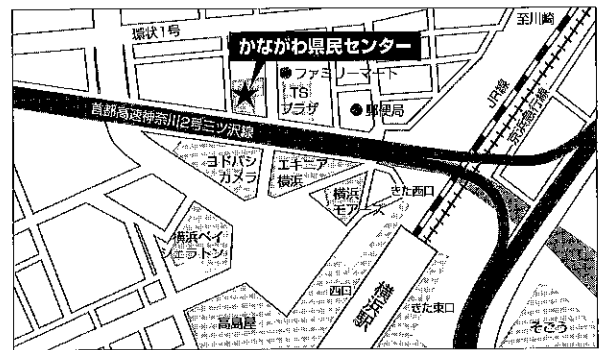 至川崎
環状1号
かながわ県民センター
ファミリーマート
TS
プラザ
郵便局
JR線
京浜急行線
首都高速神奈川2号三ツ沢線
ヨドバシ
カメラ
エキニア
横浜
横浜
モアーズ
きた西口
横浜ベイ
シェラトン
西口
横浜駅
きた東口
高島屋
そごう